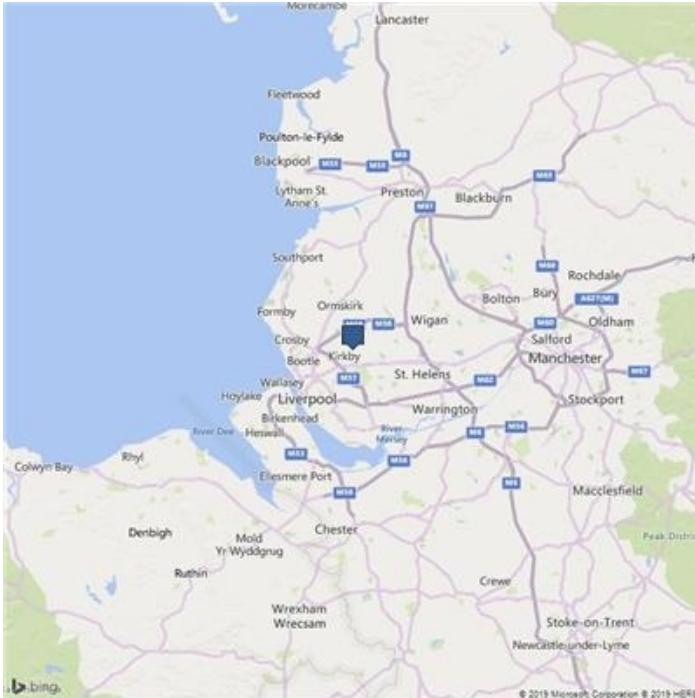 Morecambe
Lancaster
Fleetwood
Poulton-le-Fylde
Blackpool
M55
M55
M6
Preston
Blackburn
M65
Lytham St.
Anne's
M61
Southport
M66
Rochdale
Bolton
Bury
A627(M)
Ormskirk
Formby
M58
Wigan
M60
Oldham
Crosby
Salford
Kirkby
Bootle
Manchester
M57
St. Helens
M62
M67
Wallasey
Hoylake
Liverpool
Stockport
Warrington
Birkenhead
River Dee
Heswall
River
Mersey
M6
M56
M53
M56
Rhyl
Colwyn Bay
Ellesmere Port
M6
M56
Macclesfield
Denbigh
Mold
Yr Wyddgrug
Chester
Peak Distri
Ruthin
Crewe
Wrexham
Wrecsam
Stoke-on-Trent
Newcastle-under-Lyme
bing
© 2019 Microsoft Corporation © 2019 HERE